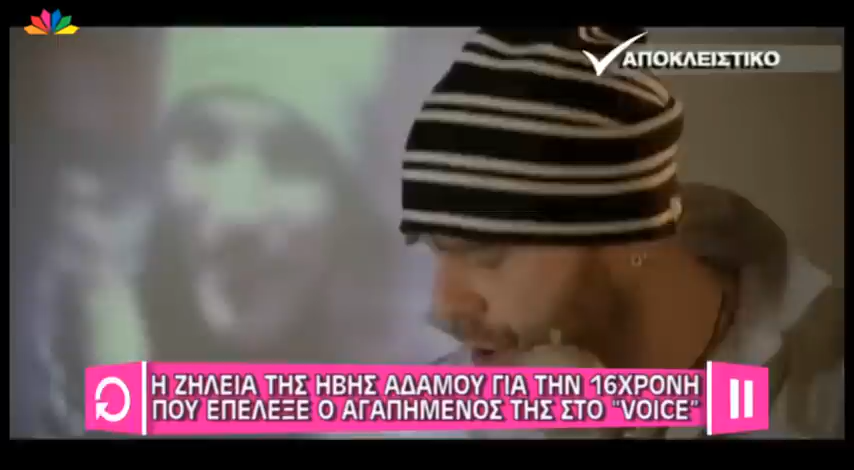 ΑΠΟΚΛΕΙΣΤΙΚΟ
Η ΖΗΛΕΙΑ ΤΗΣ ΗΒΗΣ ΑΔΑΜΟΥ ΓΙΑ ΤΗΝ 16ΧΡΟΝΗ
ΠΟΥ ΕΠΕΛΕΞΕ Ο ΑΓΑΠΗΜΕΝΟΣ ΤΗΣ ΣΤΟ "VOICE"